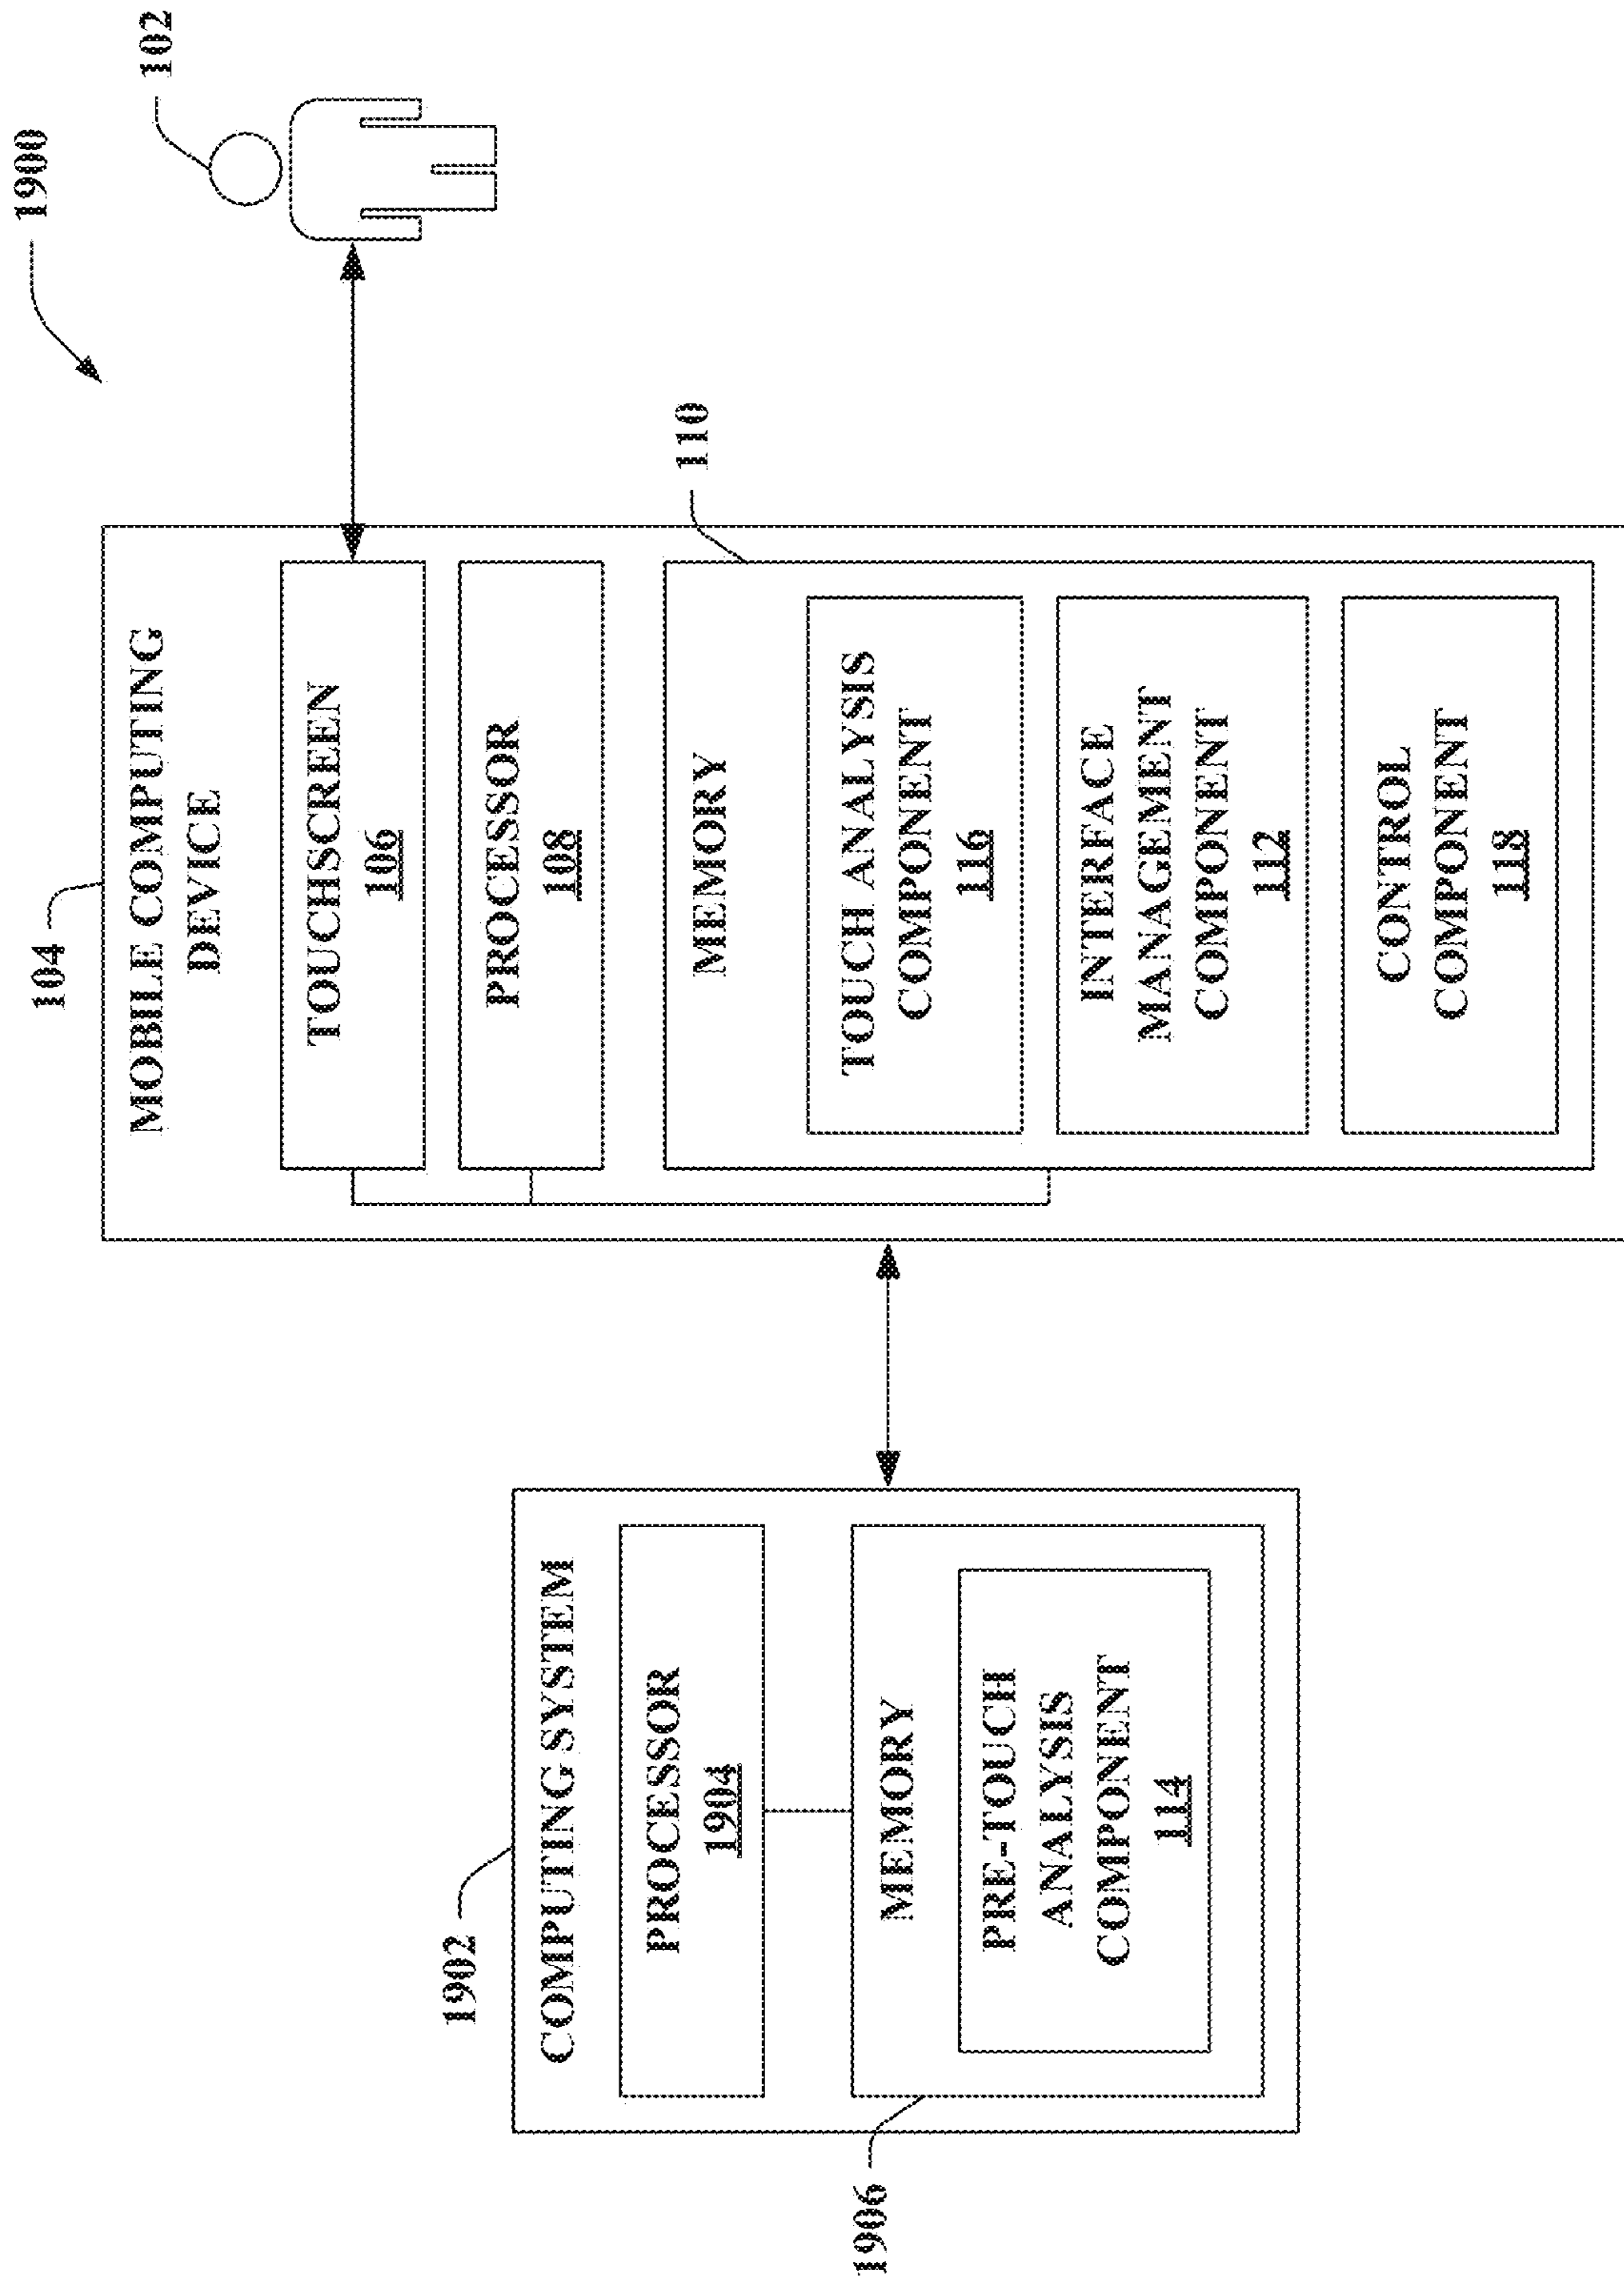 1900
102
104
MOBILE COMPUTING
DEVICE
TOUCHSCREEN
106
PROCESSOR
108
110
MEMORY
TOUCH ANALYSIS
COMPONENT
116
INTERFACE
MANAGEMENT
COMPONENT
112
CONTROL
COMPONENT
118
1902
COMPUTING SYSTEM
PROCESSOR
1904
1906
MEMORY
PRE-TOUCH
ANALYSIS
COMPONENT
114